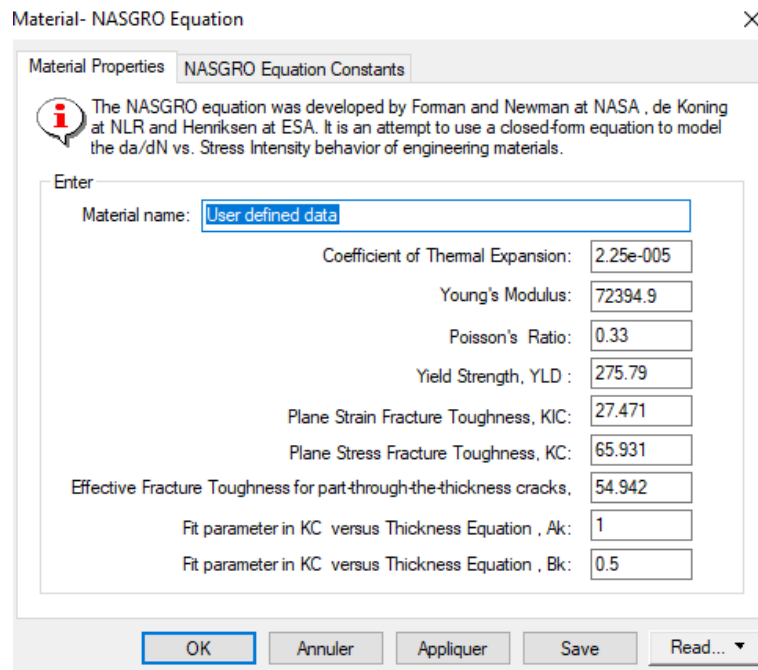 Material- NASGRO Equation
Material Properties
NASGRO Equation Constants
The NASGRO equation was developed by Forman and Newman at NASA , de Koning
at NLR and Henriksen at ESA. It is an attempt to use a closed-form equation to model
the da/dN vs. Stress Intensity behavior of engineering materials.
Enter
Material name: User defined data
Coefficient of Thermal Expansion: 2.25e-005
Young's Modulus: 72394.9
Poisson's Ratio: 0.33
Yield Strength, YLD : 275.79
Plane Strain Fracture Toughness, KIC: 27.471
Plane Stress Fracture Toughness, KC: 65.931
Effective Fracture Toughness for part-through-the-thickness cracks, 54.942
Fit parameter in KC versus Thickness Equation , Ak: 1
Fit parameter in KC versus Thickness Equation , Bk: 0.5
OK Annuler Appliquer Save Read...